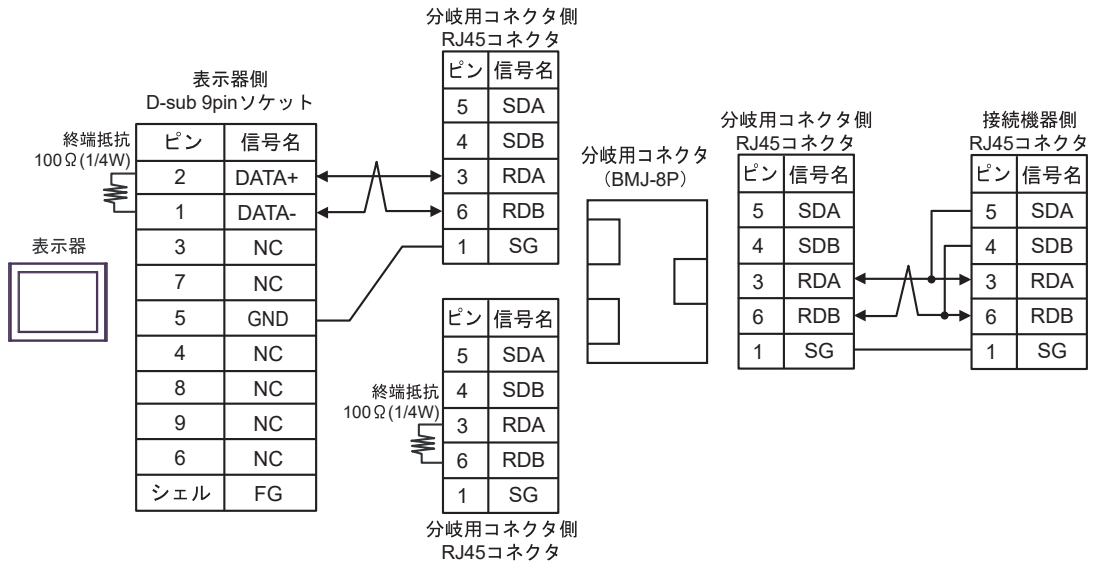 表示器
表示器側
D-sub 9pinソケット
終端抵抗
100Ω(1/4W)
ピン 信号名
2 DATA+
1 DATA-
3 NC
7 NC
5 GND
4 NC
8 NC
9 NC
6 NC
シェル FG
分岐用コネクタ側
RJ45コネクタ
ピン 信号名
5 SDA
4 SDB
3 RDA
6 RDB
1 SG
終端抵抗
100Ω(1/4W)
ピン 信号名
5 SDA
4 SDB
3 RDA
6 RDB
1 SG
分岐用コネクタ側
RJ45コネクタ
分岐用コネクタ
（BMJ-8P）
分岐用コネクタ側
RJ45コネクタ
ピン 信号名
5 SDA
4 SDB
3 RDA
6 RDB
1 SG
接続機器側
RJ45コネクタ
ピン 信号名
5 SDA
4 SDB
3 RDA
6 RDB
1 SG